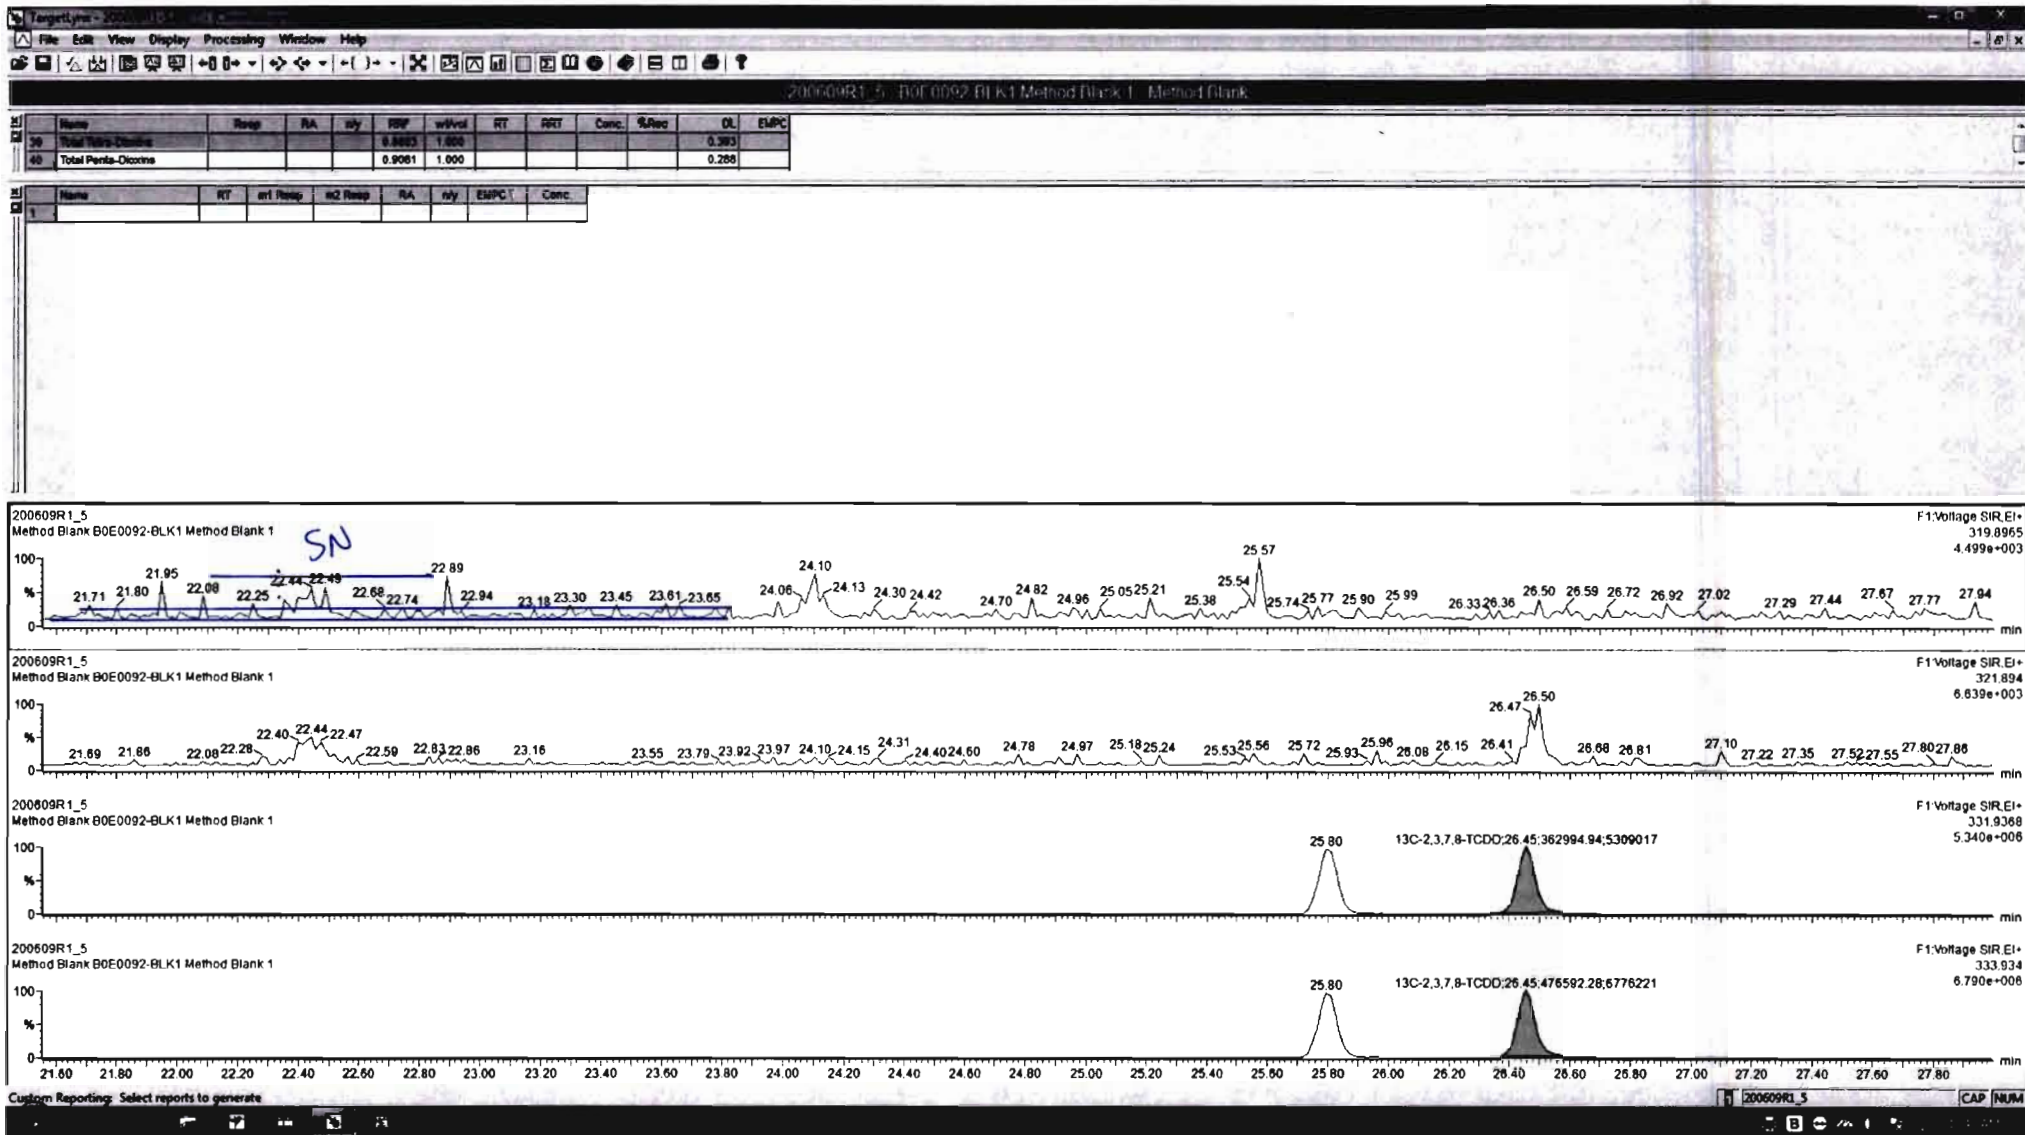 TargetLynx - 200609R1
File Edit View Display Processing Window Help
200609R1_5 B0E0092-BLK1 Method Blank 1 Method Blank
Name Resp RA n/y RRF wt/vol RT RRT Conc. %Rec DL EMPC
39 Total Tetra-Dioxins 1.000 0.393
40 Total Penta-Dioxins 0.9081 1.000 0.288
Name RT m1 Resp m2 Resp RA n/y EMPC Conc.
1
200609R1_5
Method Blank B0E0092-BLK1 Method Blank 1
F1:Voltage SIR,EI+
319.8965
4.499e+003
SN
100
%
0
21.71 21.80 21.95 22.08 22.25 22.44 22.49 22.68 22.74 22.89 22.94 23.18 23.30 23.45 23.61 23.65 24.06 24.10 24.13 24.30 24.42 24.70 24.82 24.96 25.05 25.21 25.38 25.54 25.57 25.74 25.77 25.90 25.99 26.33 26.36 26.50 26.59 26.72 26.92 27.02 27.29 27.44 27.67 27.77 27.94
min
200609R1_5
Method Blank B0E0092-BLK1 Method Blank 1
F1:Voltage SIR,EI+
321.894
6.639e+003
100
%
0
21.69 21.86 22.08 22.28 22.40 22.44 22.47 22.59 22.83 22.86 23.16 23.55 23.79 23.92 23.97 24.10 24.15 24.31 24.40 24.60 24.78 24.97 25.18 25.24 25.53 25.56 25.72 25.93 25.96 26.08 26.15 26.41 26.47 26.50 26.68 26.81 27.10 27.22 27.35 27.52 27.55 27.80 27.86
min
200609R1_5
Method Blank B0E0092-BLK1 Method Blank 1
F1:Voltage SIR,EI+
331.9368
5.340e+006
100
%
0
25.80 13C-2,3,7,8-TCDD;26.45;362994.94;5309017
min
200609R1_5
Method Blank B0E0092-BLK1 Method Blank 1
F1:Voltage SIR,EI+
333.934
6.790e+006
100
%
0
25.80 13C-2,3,7,8-TCDD;26.45;476592.28;6776221
min
21.60 21.80 22.00 22.20 22.40 22.60 22.80 23.00 23.20 23.40 23.60 23.80 24.00 24.20 24.40 24.60 24.80 25.00 25.20 25.40 25.60 25.80 26.00 26.20 26.40 26.60 26.80 27.00 27.20 27.40 27.60 27.80
Custom Reporting: Select reports to generate
200609R1_5 CAP NUM